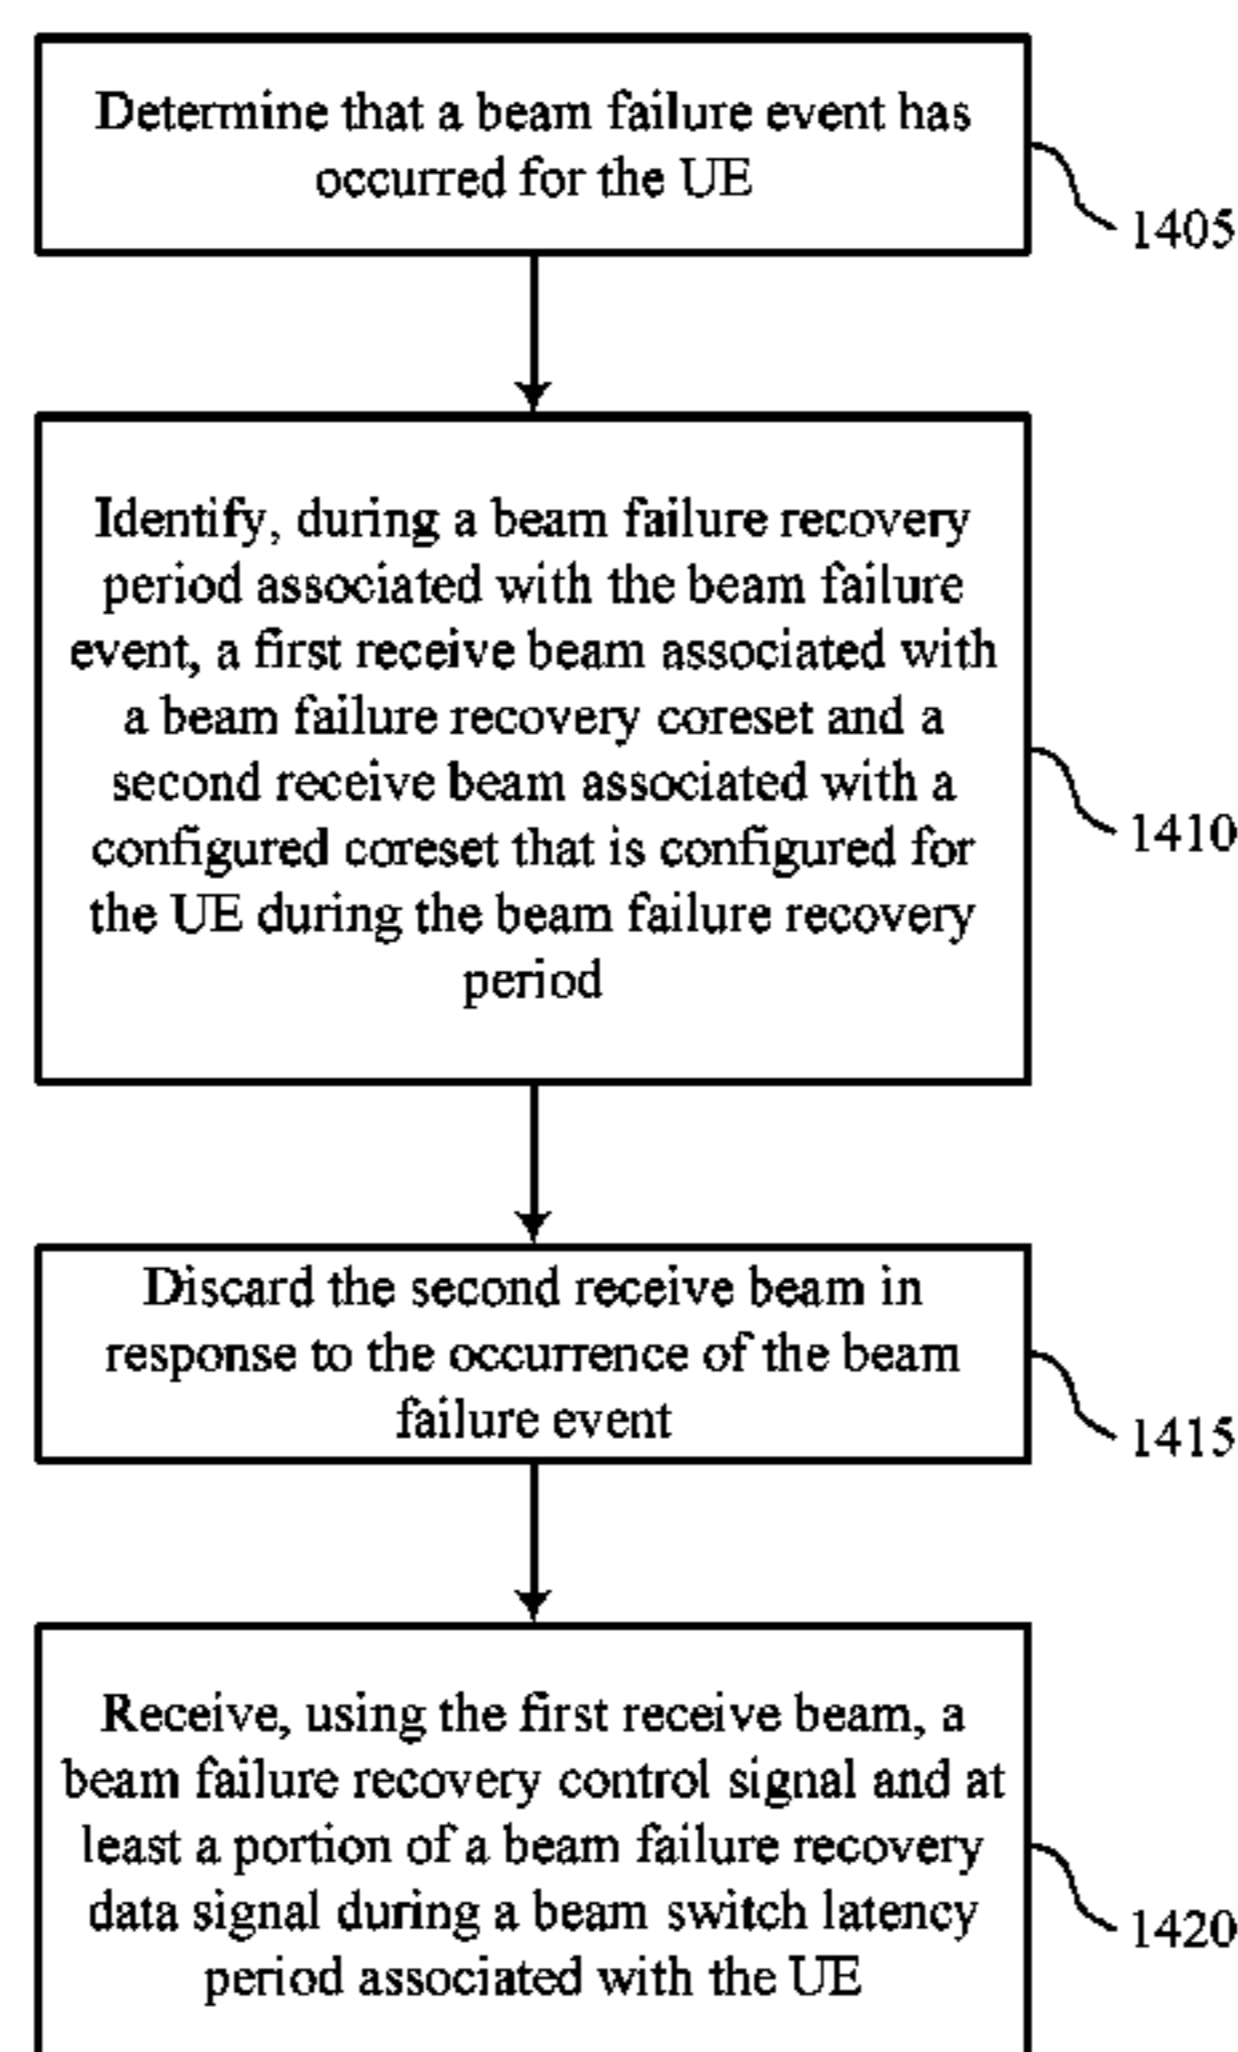 Determine that a beam failure event has
occurred for the UE
1405
Identify, during a beam failure recovery
period associated with the beam failure
event, a first receive beam associated with
a beam failure recovery coreset and a
second receive beam associated with a
configured coreset that is configured for
the UE during the beam failure recovery
period
1410
Discard the second receive beam in
response to the occurrence of the beam
failure event
1415
Receive, using the first receive beam, a
beam failure recovery control signal and at
least a portion of a beam failure recovery
data signal during a beam switch latency
period associated with the UE
1420